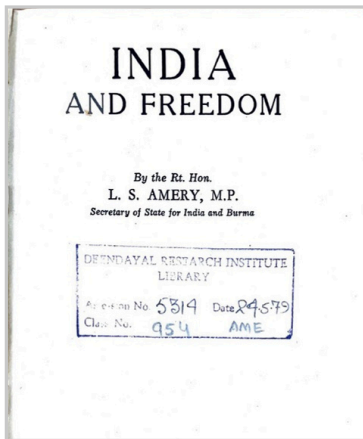 INDIA
AND FREEDOM
By the Rt. Hon.
L. S. AMERY, M.P.
Secretary of State for India and Burma
DEENDAYAL RESEARCH INSTITUTE
LIBRARY
Accession No. 5314 Date 24.5.79
Class No. 954 AME